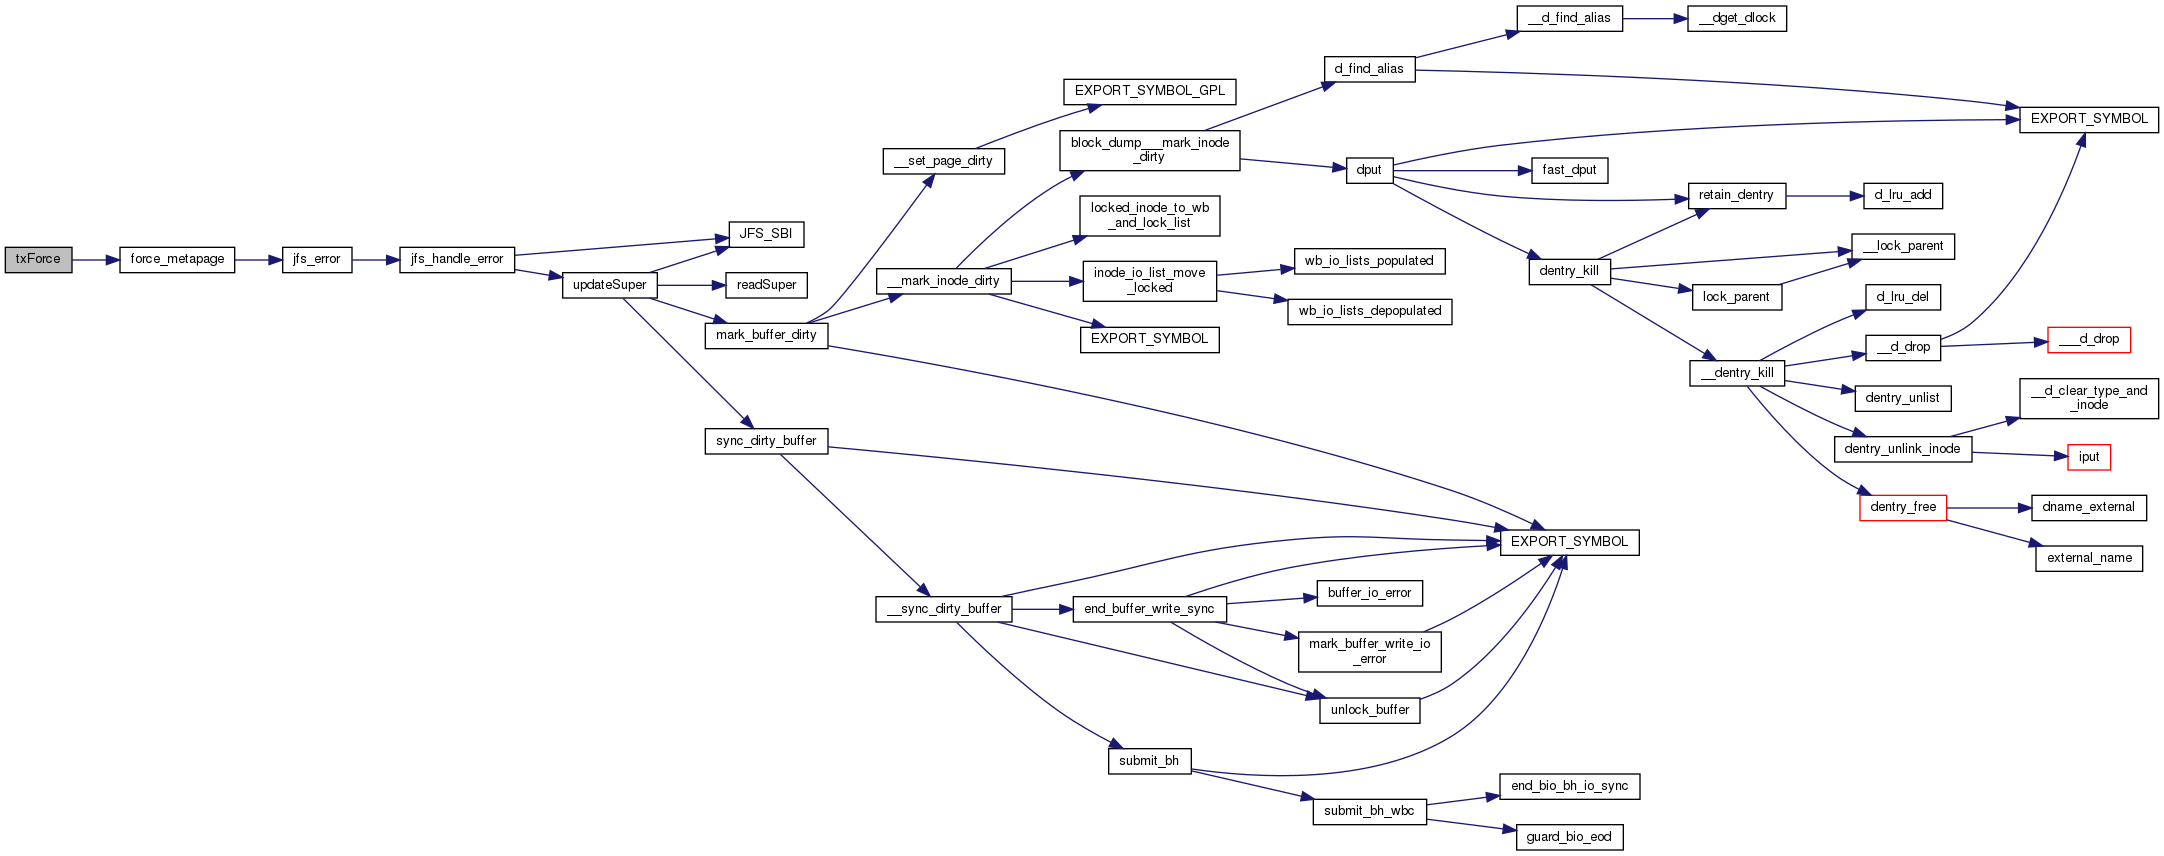 txForce
force_metapage
jfs_error
jfs_handle_error
JFS_SBI
updateSuper
readSuper
mark_buffer_dirty
sync_dirty_buffer
__set_page_dirty
EXPORT_SYMBOL_GPL
__mark_inode_dirty
block_dump___mark_inode
_dirty
locked_inode_to_wb
_and_lock_list
inode_io_list_move
_locked
EXPORT_SYMBOL
wb_io_lists_populated
wb_io_lists_depopulated
d_find_alias
__d_find_alias
__dget_dlock
EXPORT_SYMBOL
dput
fast_dput
retain_dentry
d_lru_add
dentry_kill
__lock_parent
lock_parent
__dentry_kill
d_lru_del
__d_drop
___d_drop
dentry_unlist
dentry_unlink_inode
__d_clear_type_and
_inode
iput
dentry_free
dname_external
external_name
__sync_dirty_buffer
EXPORT_SYMBOL
end_buffer_write_sync
buffer_io_error
mark_buffer_write_io
_error
unlock_buffer
submit_bh
submit_bh_wbc
end_bio_bh_io_sync
guard_bio_eod